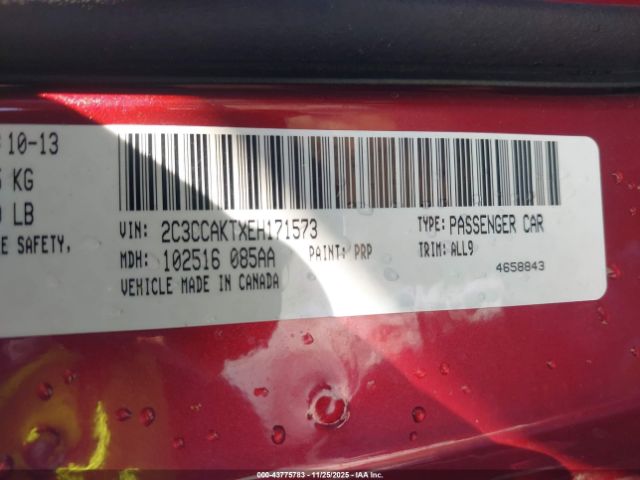 10-13
KG
LB
SAFETY,
VIN: 2C3CCAKTXEH171573
TYPE: PASSENGER CAR
MDH: 102516 085AA PAINT: PRP
TRIM: ALL9
VEHICLE MADE IN CANADA
4658843
000-43775783 | 11/25/2025 | IAA, Inc.